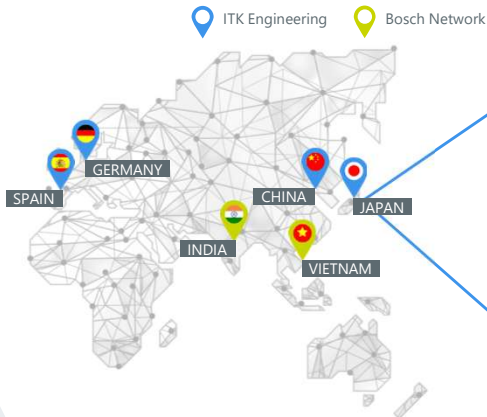 ITK Engineering
Bosch Network
GERMANY
SPAIN
CHINA
JAPAN
INDIA
VIETNAM